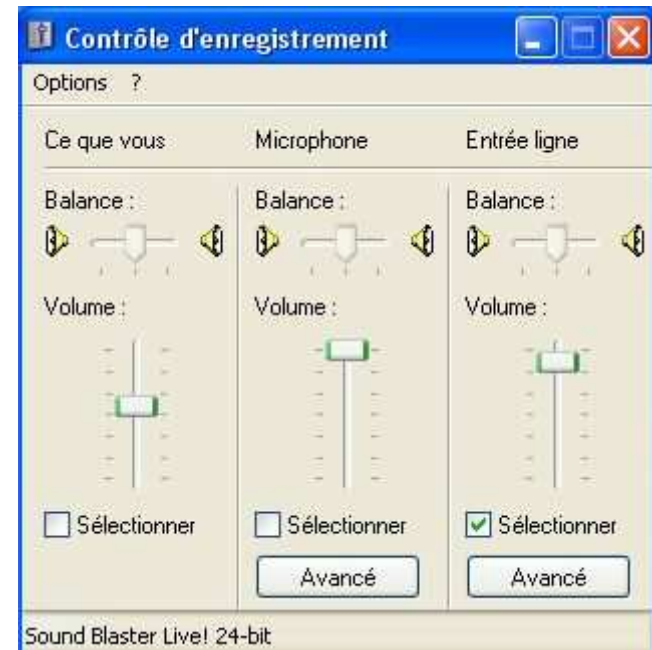 Contrôle d'enregistrement
Options ?
Ce que vous Microphone Entrée ligne
Balance : Balance : Balance :
Volume : Volume : Volume :
Sélectionner Sélectionner Sélectionner
Avancé Avancé
Sound Blaster Live! 24-bit